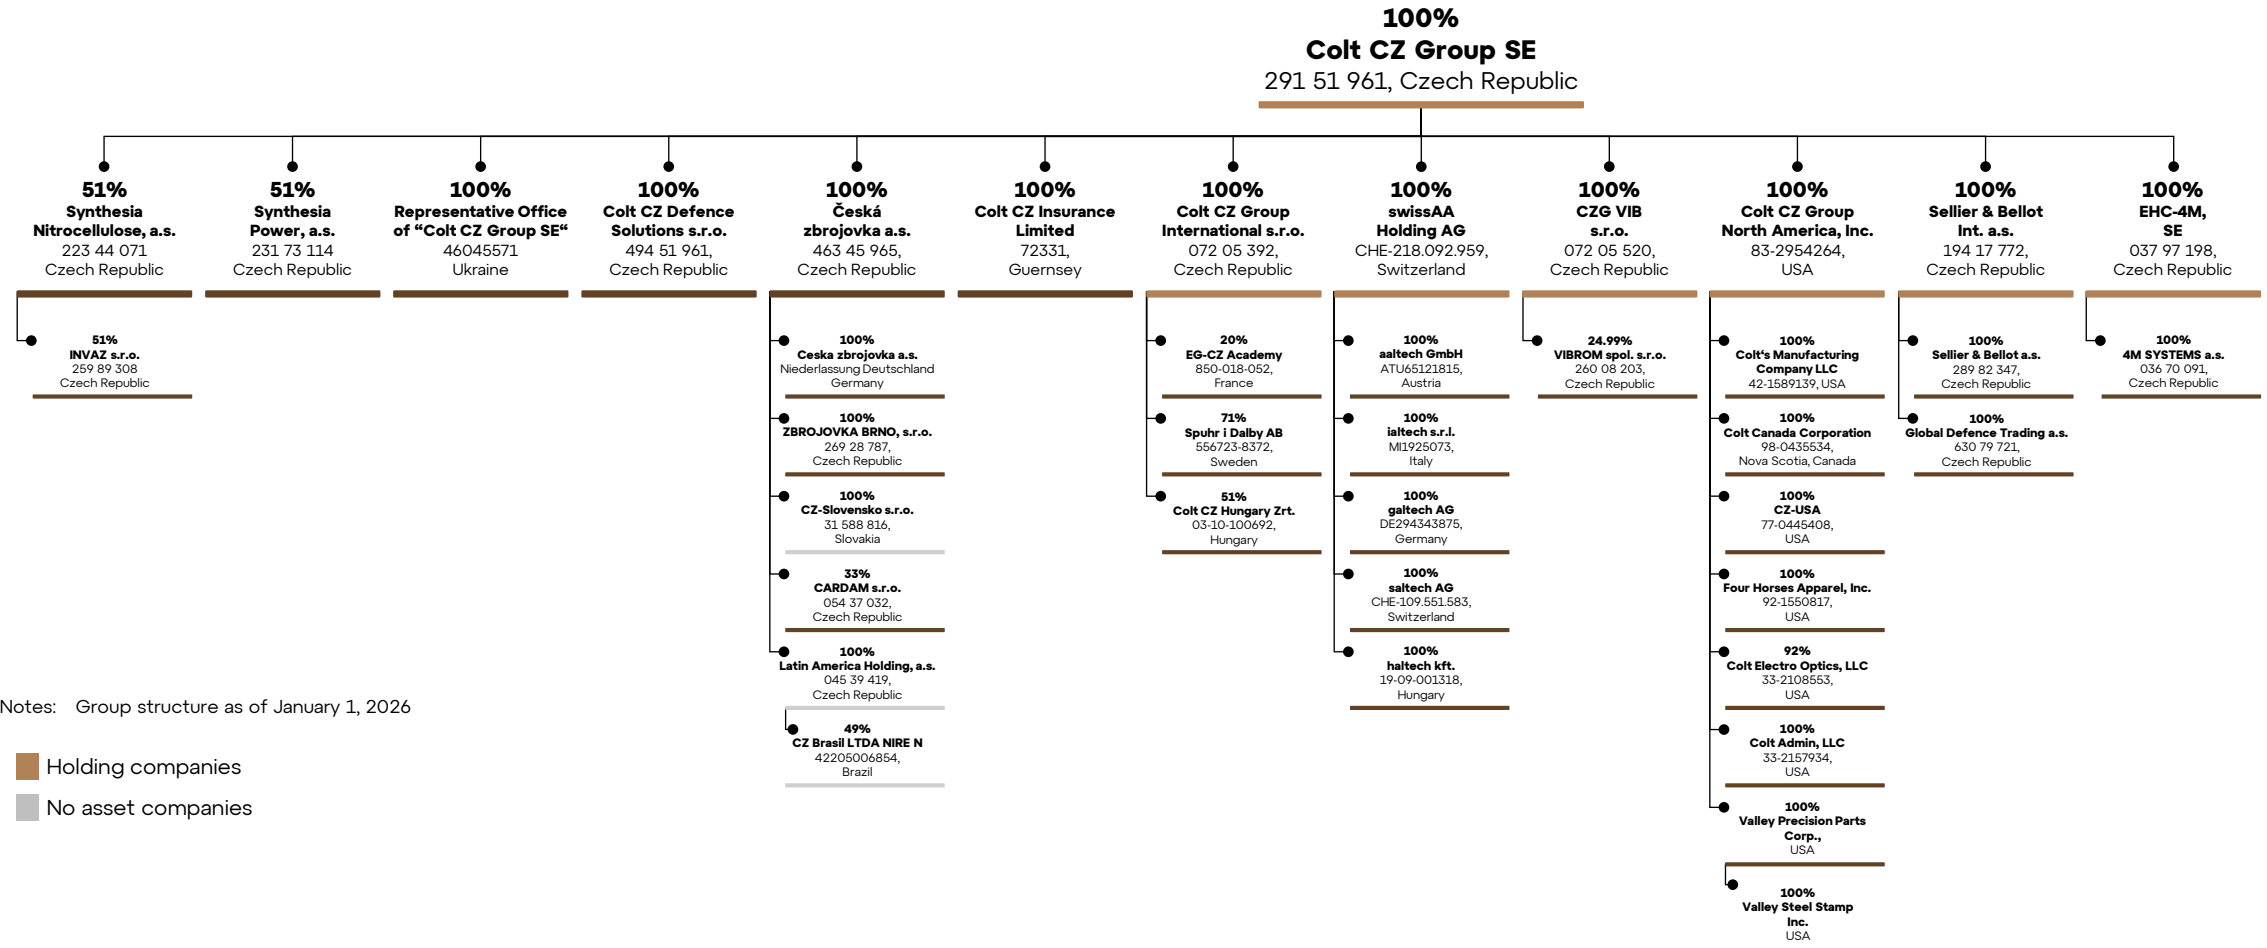 100%
Colt CZ Group SE
291 51 961, Czech Republic
51%
Synthesia
Nitrocellulose, a.s.
223 44 071
Czech Republic
51%
INVAZ s.r.o.
259 89 308
Czech Republic
51%
Synthesia
Power, a.s.
231 73 114
Czech Republic
100%
Representative Office
of “Colt CZ Group SE“
46045571
Ukraine
100%
Colt CZ Defence
Solutions s.r.o.
494 51 961,
Czech Republic
100%
Česká
zbrojovka a.s.
463 45 965,
Czech Republic
100%
Ceska zbrojovka a.s.
Niederlassung Deutschland
Germany
100%
ZBROJOVKA BRNO, s.r.o.
269 28 787,
Czech Republic
100%
CZ-Slovensko s.r.o.
31 588 816,
Slovakia
33%
CARDAM s.r.o.
054 37 032,
Czech Republic
100%
Latin America Holding, a.s.
045 39 419,
Czech Republic
49%
CZ Brasil LTDA NIRE N
42205006854,
Brazil
100%
Colt CZ Insurance
Limited
72331,
Guernsey
100%
Colt CZ Group
International s.r.o.
072 05 392,
Czech Republic
20%
EG-CZ Academy
850-018-052,
France
71%
Spuhr i Dalby AB
556723-8372,
Sweden
51%
Colt CZ Hungary Zrt.
03-10-100692,
Hungary
100%
swissAA
Holding AG
CHE-218.092.959,
Switzerland
100%
aaltech GmbH
ATU65121815,
Austria
100%
ialtech s.r.l.
MI1925073,
Italy
100%
galtech AG
DE294343875,
Germany
100%
saltech AG
CHE-109.551.583,
Switzerland
100%
haltech kft.
19-09-001318,
Hungary
100%
CZG VIB
s.r.o.
072 05 520,
Czech Republic
24.99%
VIBROM spol. s.r.o.
260 08 203,
Czech Republic
100%
Colt CZ Group
North America, Inc.
83-2954264,
USA
100%
Colt‘s Manufacturing
Company LLC
42-1589139, USA
100%
Colt Canada Corporation
98-0435534,
Nova Scotia, Canada
100%
CZ-USA
77-0445408,
USA
100%
Four Horses Apparel, Inc.
92-1550817,
USA
92%
Colt Electro Optics, LLC
33-2108553,
USA
100%
Colt Admin, LLC
33-2157934,
USA
100%
Valley Precision Parts
Corp.,
USA
100%
Valley Steel Stamp
Inc.
USA
100%
Sellier & Bellot
Int. a.s.
194 17 772,
Czech Republic
100%
Sellier & Bellot a.s.
289 82 347,
Czech Republic
100%
Global Defence Trading a.s.
630 79 721,
Czech Republic
100%
EHC-4M,
SE
037 97 198,
Czech Republic
100%
4M SYSTEMS a.s.
036 70 091,
Czech Republic
Notes: Group structure as of January 1, 2026
Holding companies
No asset companies